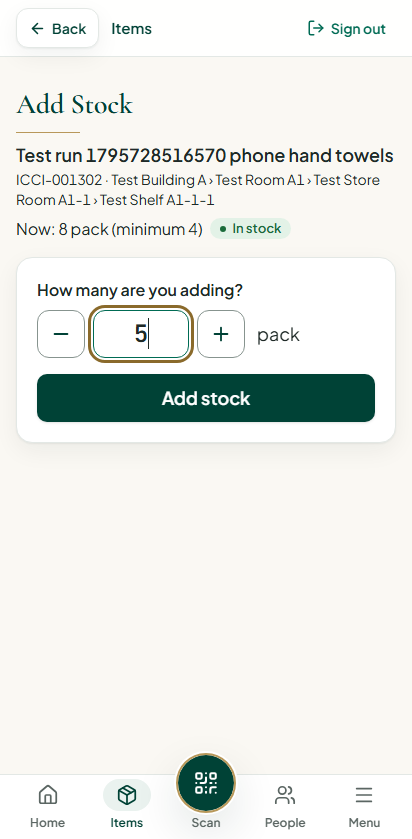 Back
Items
Sign out
Add Stock
Test run 1795728516570 phone hand towels
ICCI-001302 · Test Building A › Test Room A1 › Test Store
Room A1-1 › Test Shelf A1-1-1
Now: 8 pack (minimum 4)
In stock
How many are you adding?
5
pack
Add stock
Home
Items
Scan
People
Menu